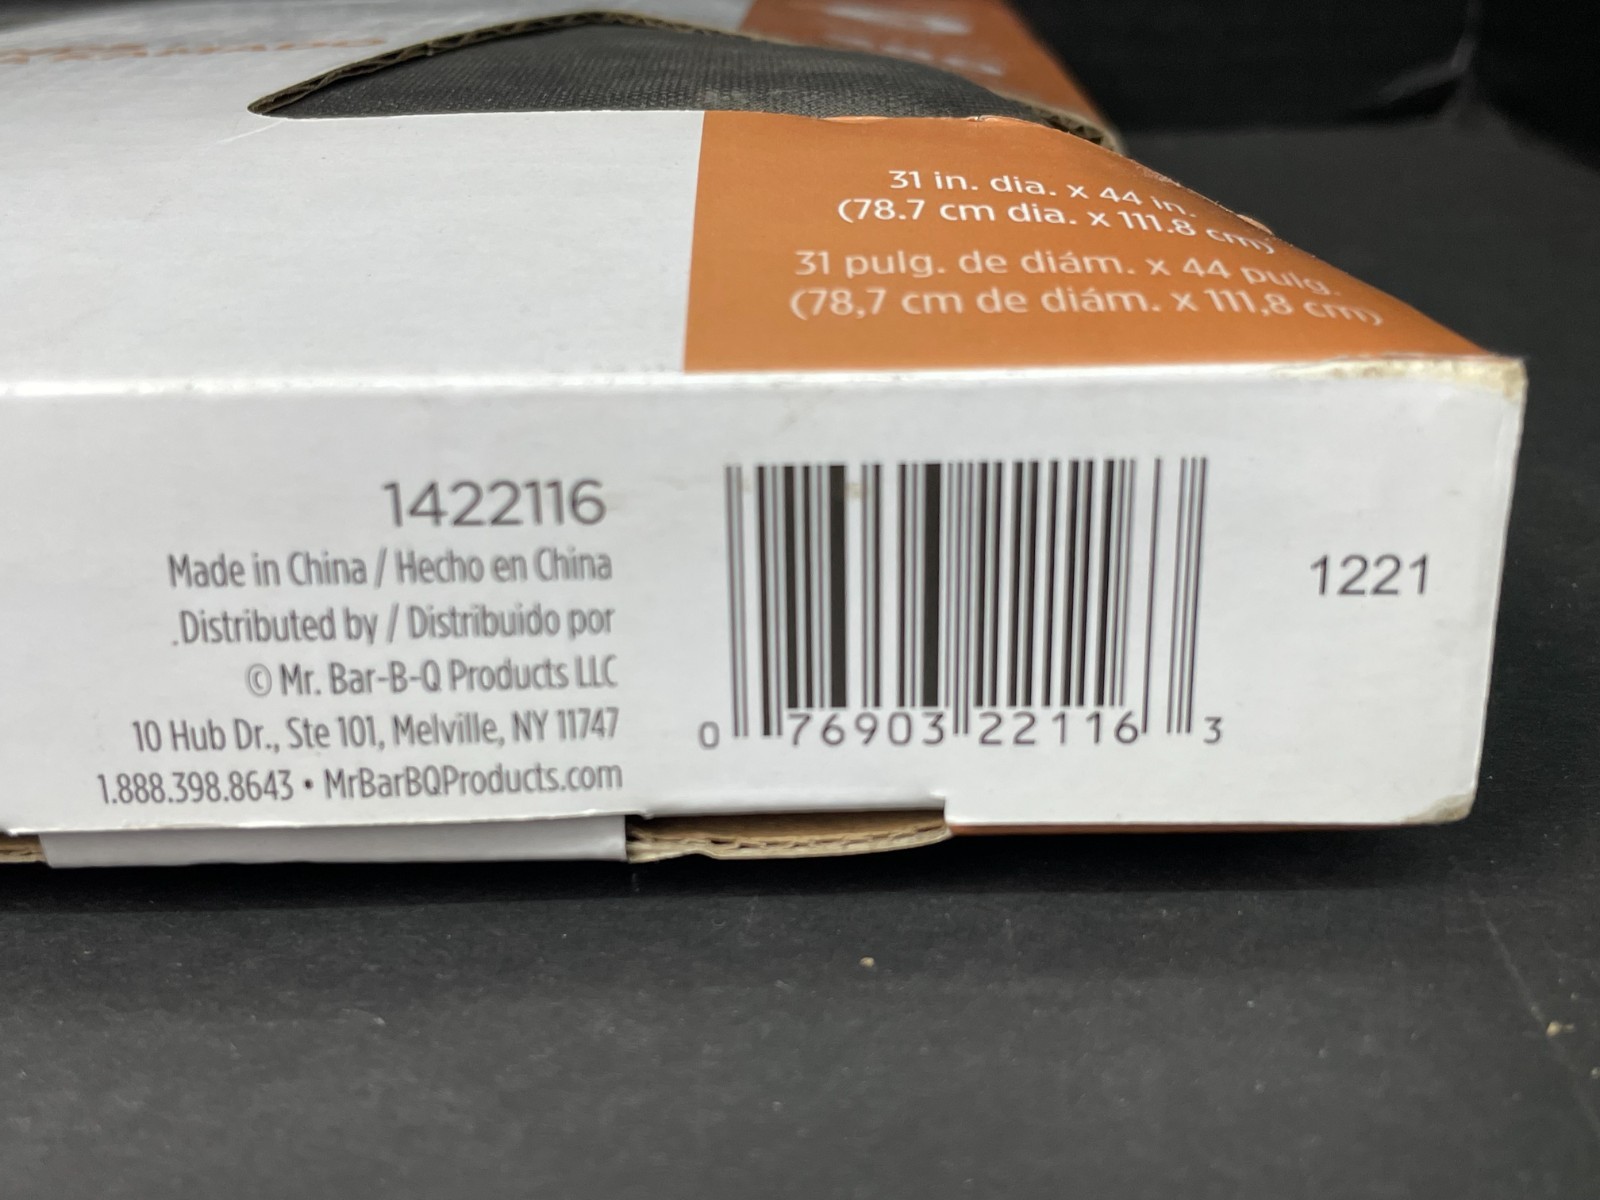 31 in. dia. x 44 in.
(78.7 cm dia. x 111.8 cm)
31 pulg. de diám. x 44 pulg.
(78,7 cm de diám. x 111,8 cm)
1422116
Made in China / Hecho en China
.Distributed by / Distribuido por
© Mr. Bar-B-Q Products LLC
10 Hub Dr., Ste 101, Melville, NY 11747
1.888.398.8643 • MrBarBQProducts.com
0 76903 22116 3
1221